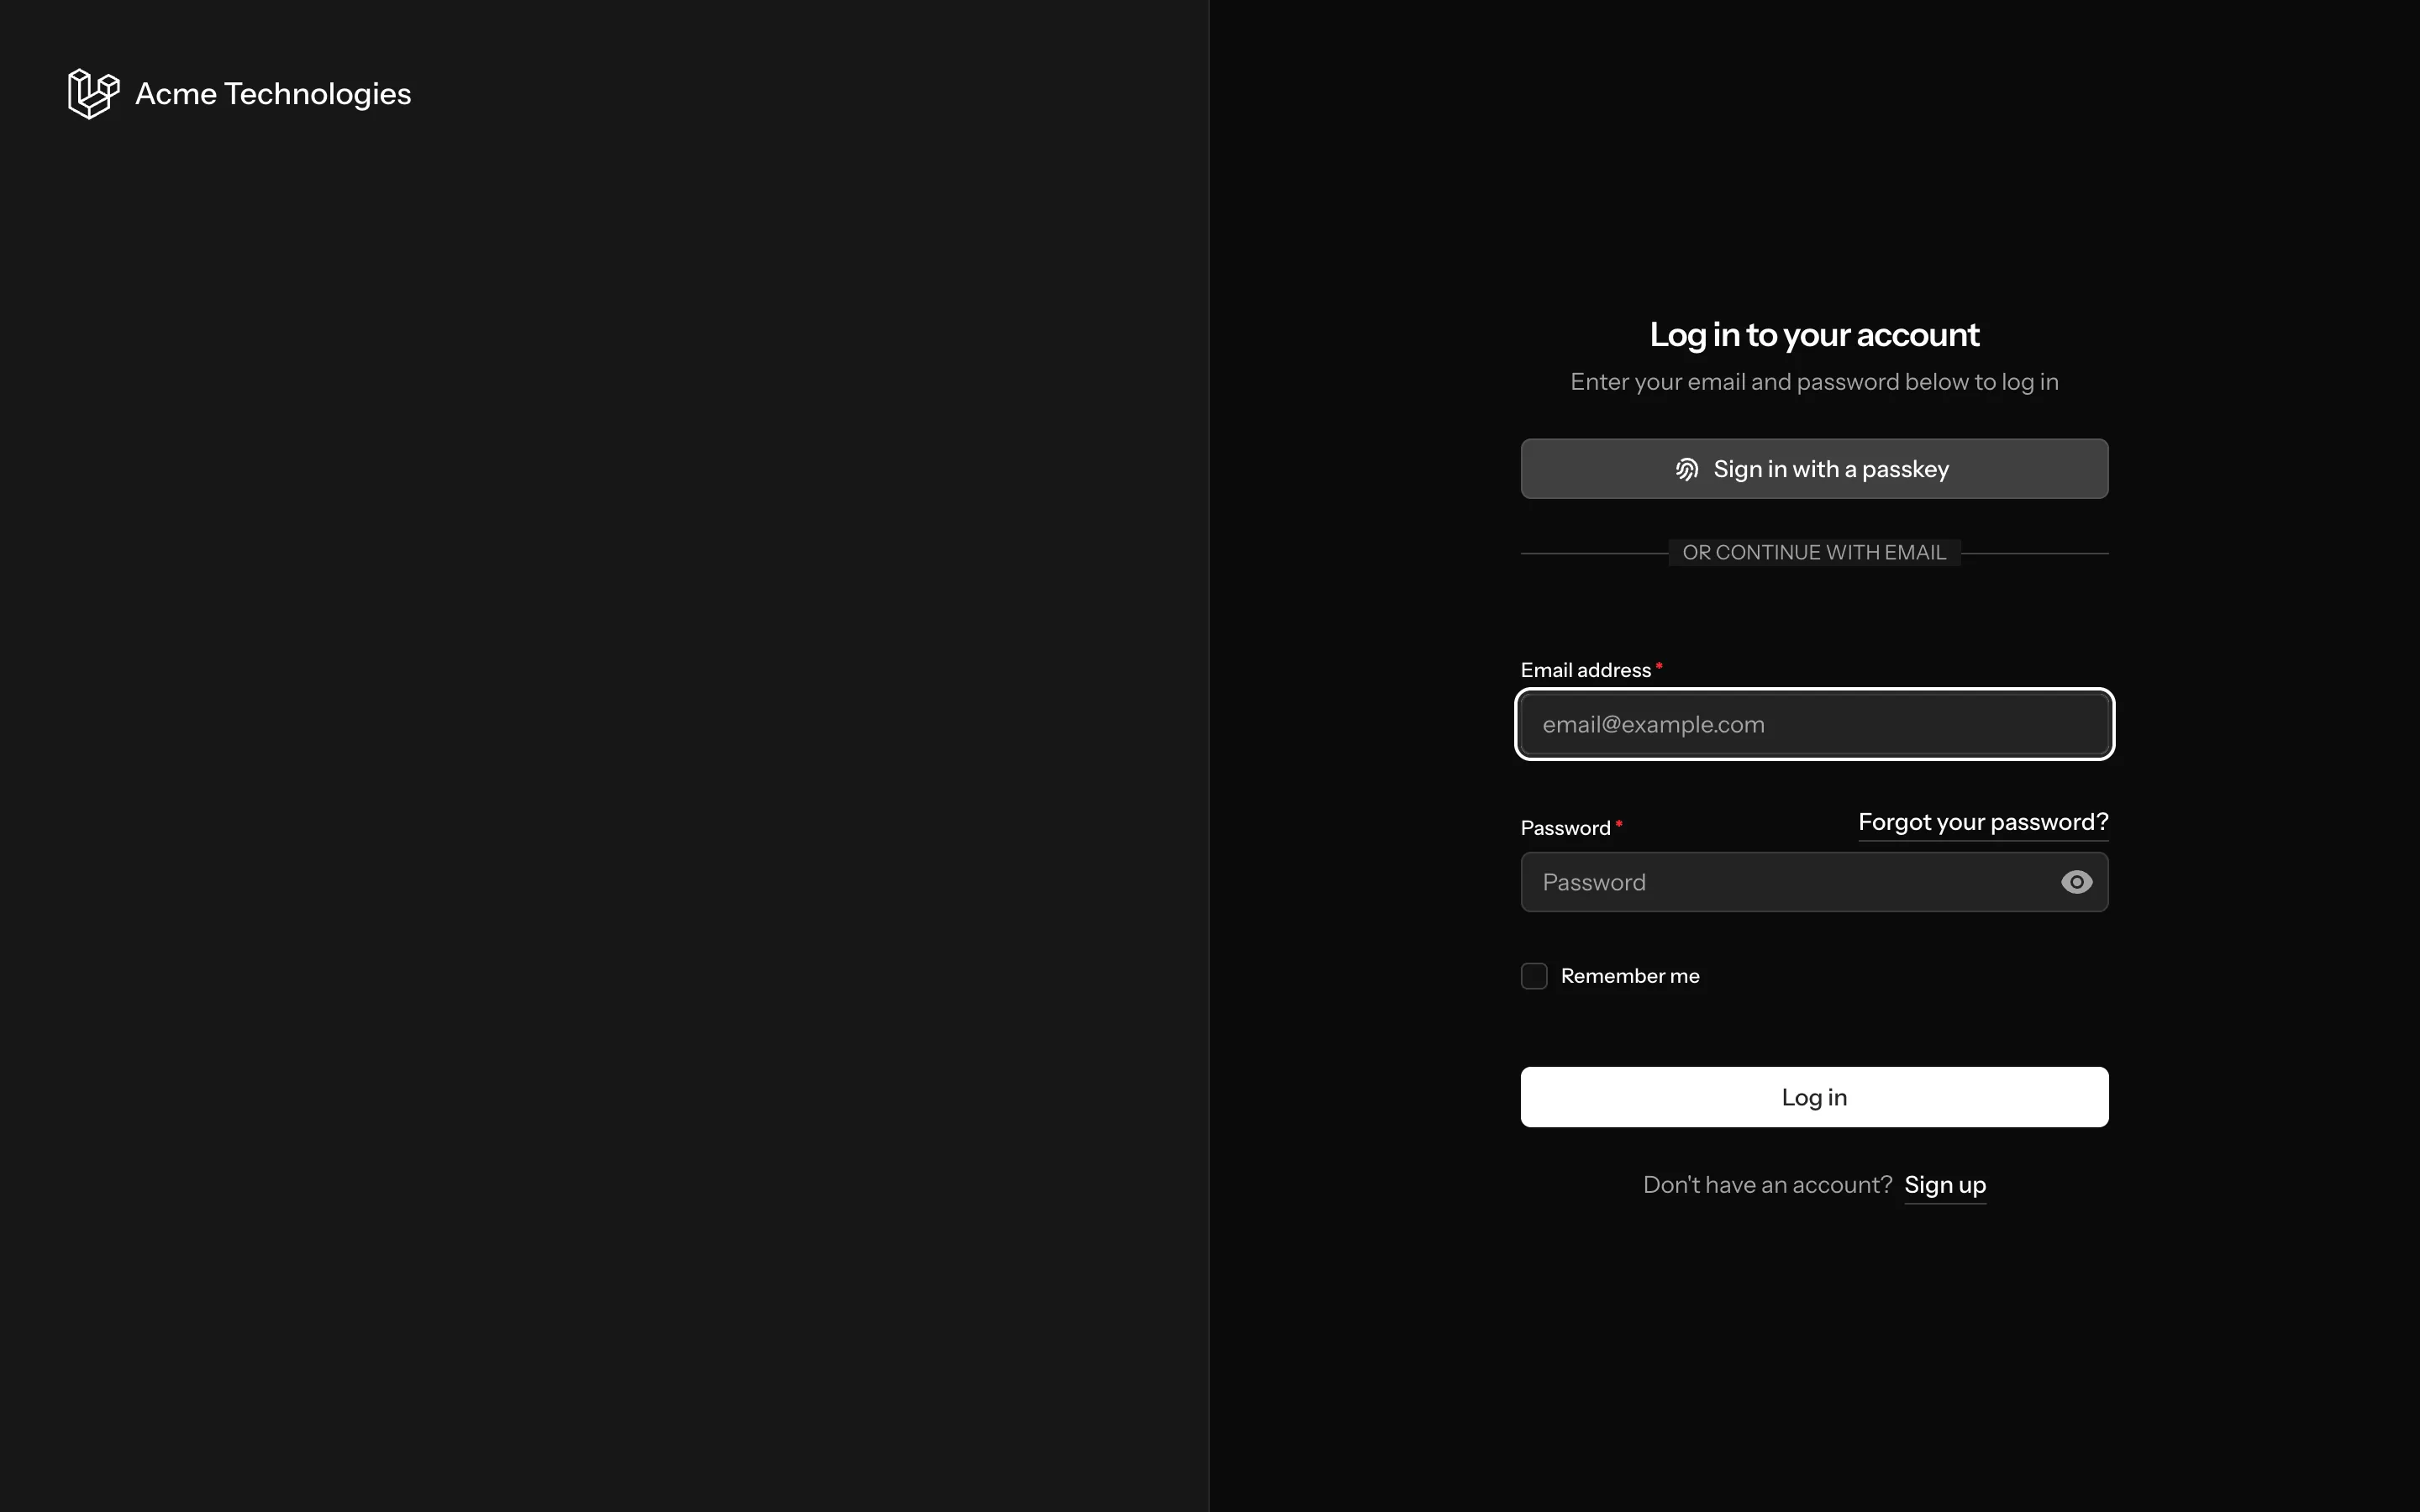 Acme Technologies
Log in to your account
Enter your email and password below to log in
Sign in with a passkey
OR CONTINUE WITH EMAIL
Email address *
email@example.com
Password *
Forgot your password?
Password
Remember me
Log in
Don't have an account? Sign up